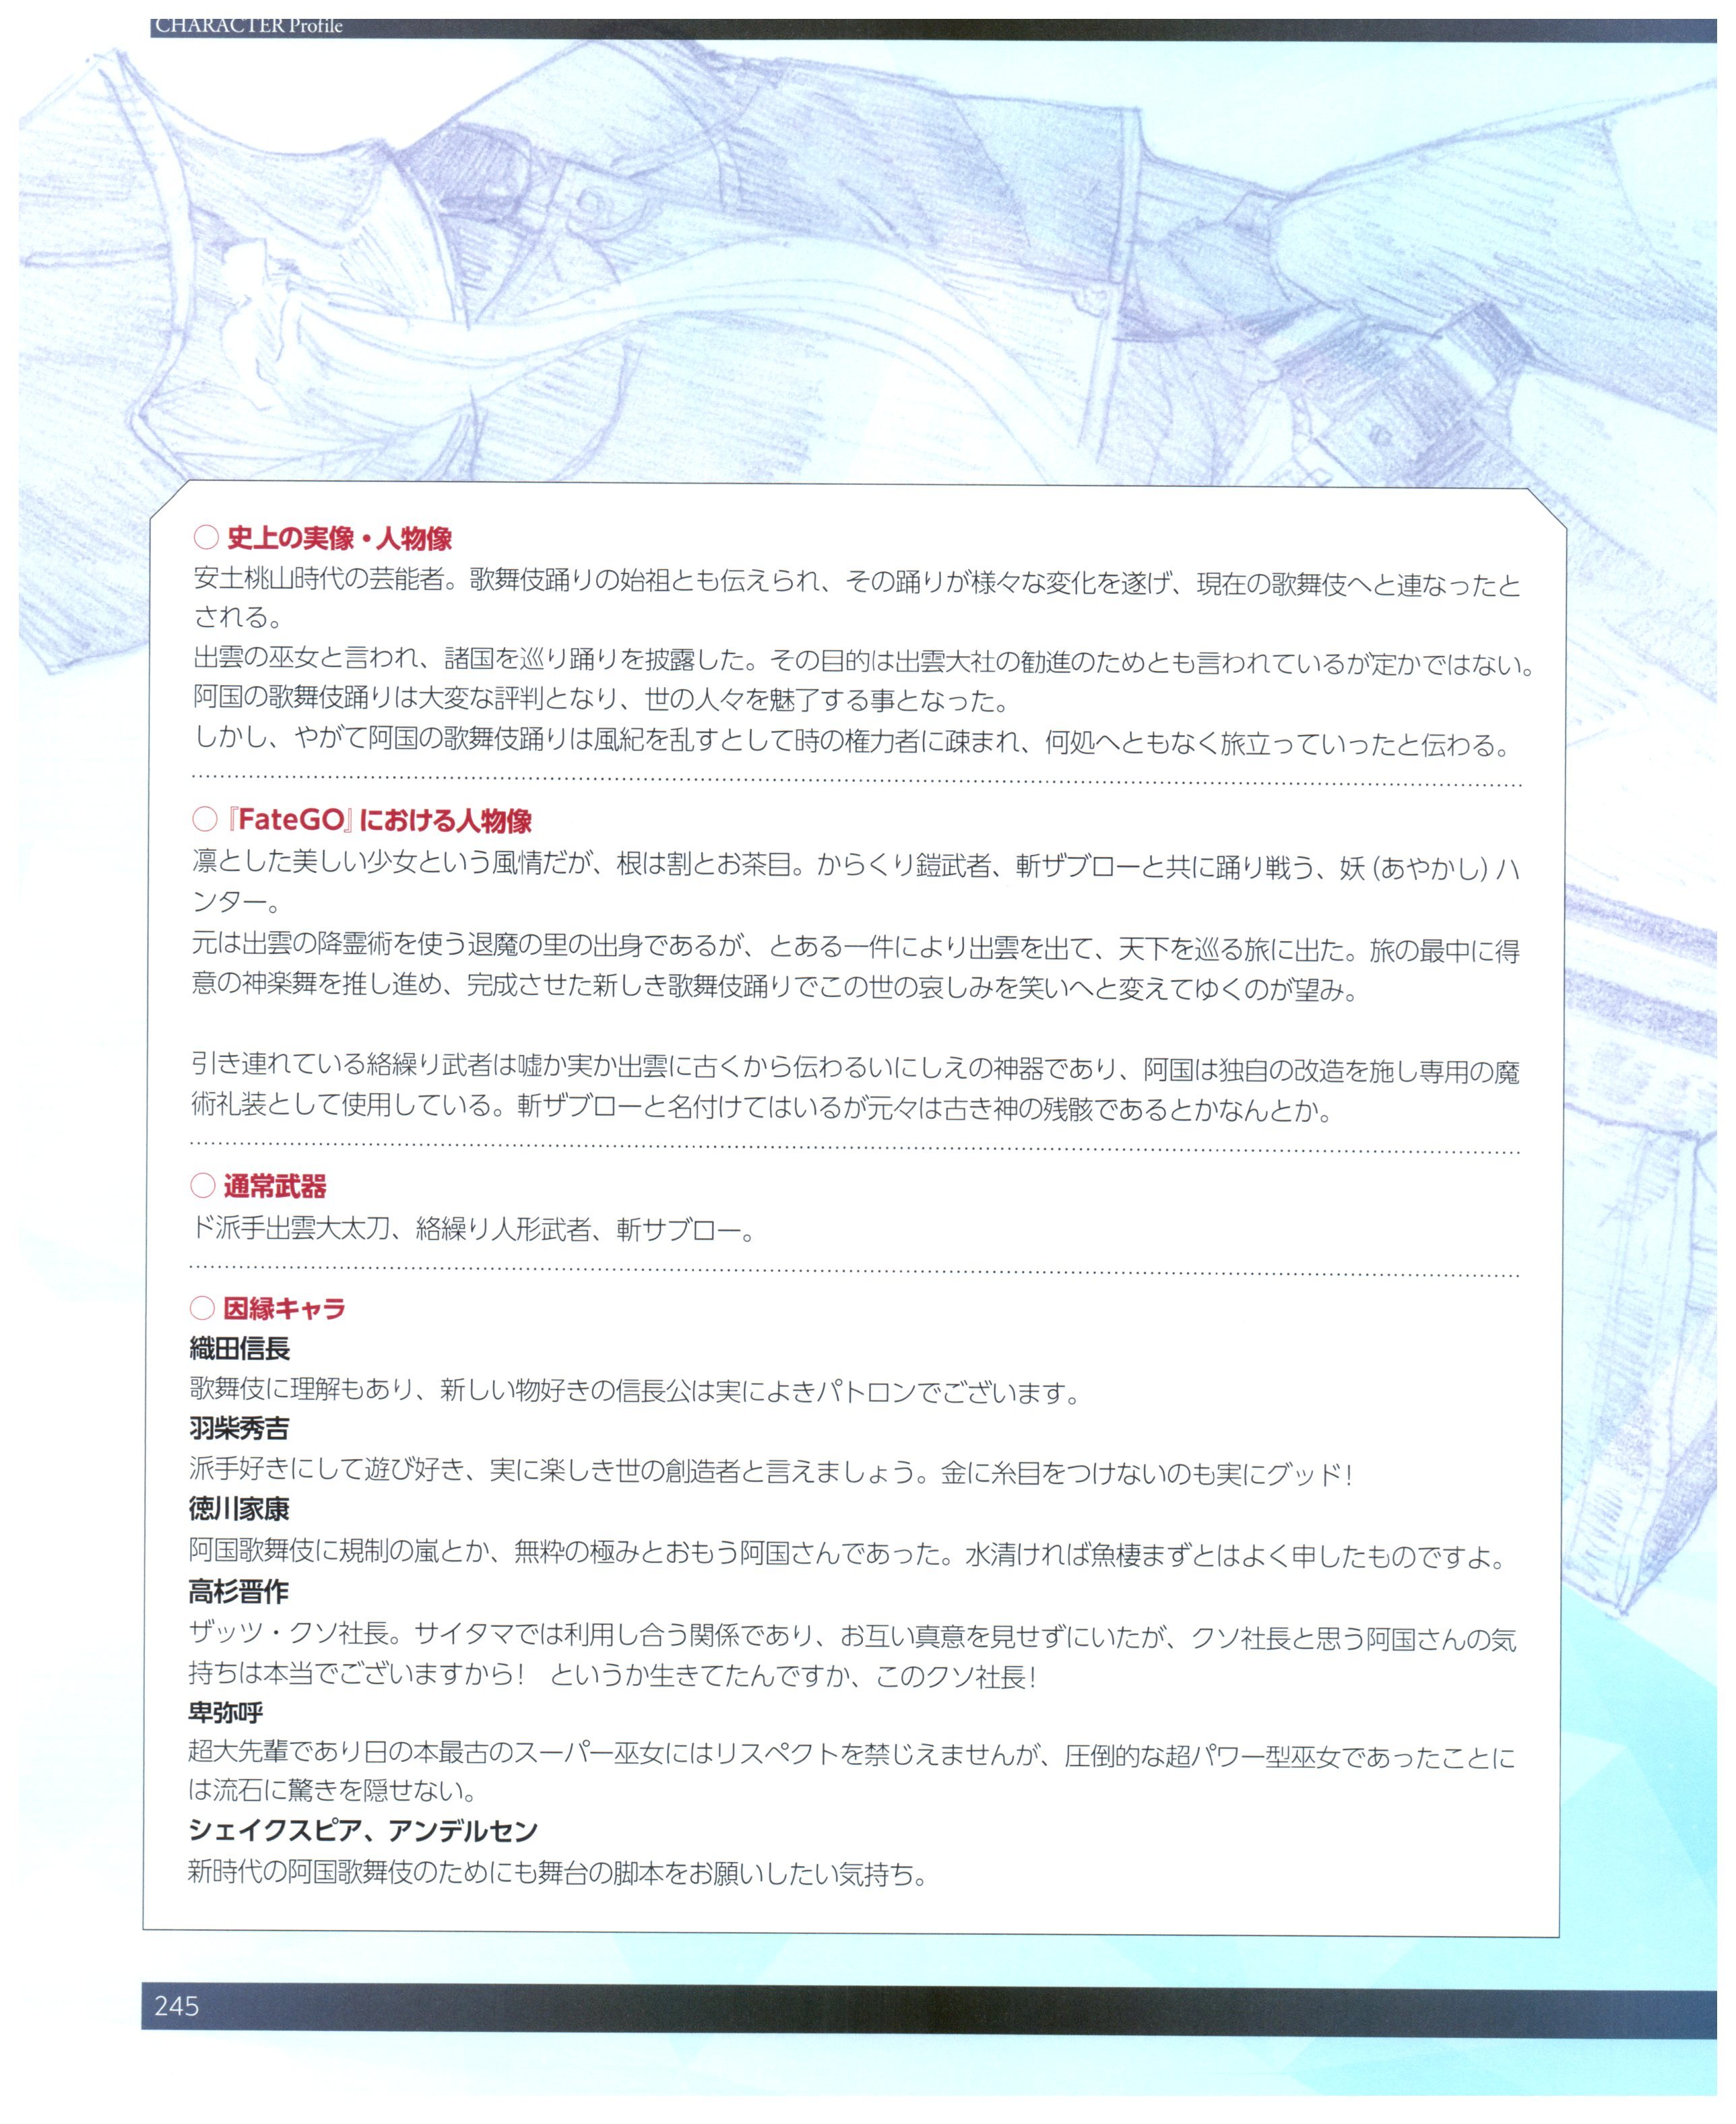 CHARACTER Profile
○ 史上の実像・人物像
安土桃山時代の芸能者。歌舞伎踊りの始祖とも伝えられ、その踊りが様々な変化を遂げ、現在の歌舞伎へと連なったと
される。
出雲の巫女と言われ、諸国を巡り踊りを披露した。その目的は出雲大社の勧進のためとも言われているが定かではない。
阿国の歌舞伎踊りは大変な評判となり、世の人々を魅了する事となった。
しかし、やがて阿国の歌舞伎踊りは風紀を乱すとして時の権力者に疎まれ、何処へともなく旅立っていったと伝わる。
○『FateGO』における人物像
凛とした美しい少女という風情だが、根は割とお茶目。からくり鎧武者、斬ザブローと共に踊り戦う、妖（あやかし）ハ
ンター。
元は出雲の降霊術を使う退魔の里の出身であるが、とある一件により出雲を出て、天下を巡る旅に出た。旅の最中に得
意の神楽舞を推し進め、完成させた新しき歌舞伎踊りでこの世の哀しみを笑いへと変えてゆくのが望み。
引き連れている絡繰り武者は嘘か実か出雲に古くから伝わるいにしえの神器であり、阿国は独自の改造を施し専用の魔
術礼装として使用している。斬ザブローと名付けてはいるが元々は古き神の残骸であるとかなんとか。
○ 通常武器
ド派手出雲大太刀、絡繰り人形武者、斬サブロー。
○ 因縁キャラ
織田信長
歌舞伎に理解もあり、新しい物好きの信長公は実によきパトロンでございます。
羽柴秀吉
派手好きにして遊び好き、実に楽しき世の創造者と言えましょう。金に糸目をつけないのも実にグッド！
徳川家康
阿国歌舞伎に規制の嵐とか、無粋の極みとおもう阿国さんであった。水清ければ魚棲まずとはよく申したものですよ。
高杉晋作
ザッツ・クソ社長。サイタマでは利用し合う関係であり、お互い真意を見せずにいたが、クソ社長と思う阿国さんの気
持ちは本当でございますから！　というか生きてたんですか、このクソ社長！
卑弥呼
超大先輩であり日の本最古のスーパー巫女にはリスペクトを禁じえませんが、圧倒的な超パワー型巫女であったことに
は流石に驚きを隠せない。
シェイクスピア、アンデルセン
新時代の阿国歌舞伎のためにも舞台の脚本をお願いしたい気持ち。
245